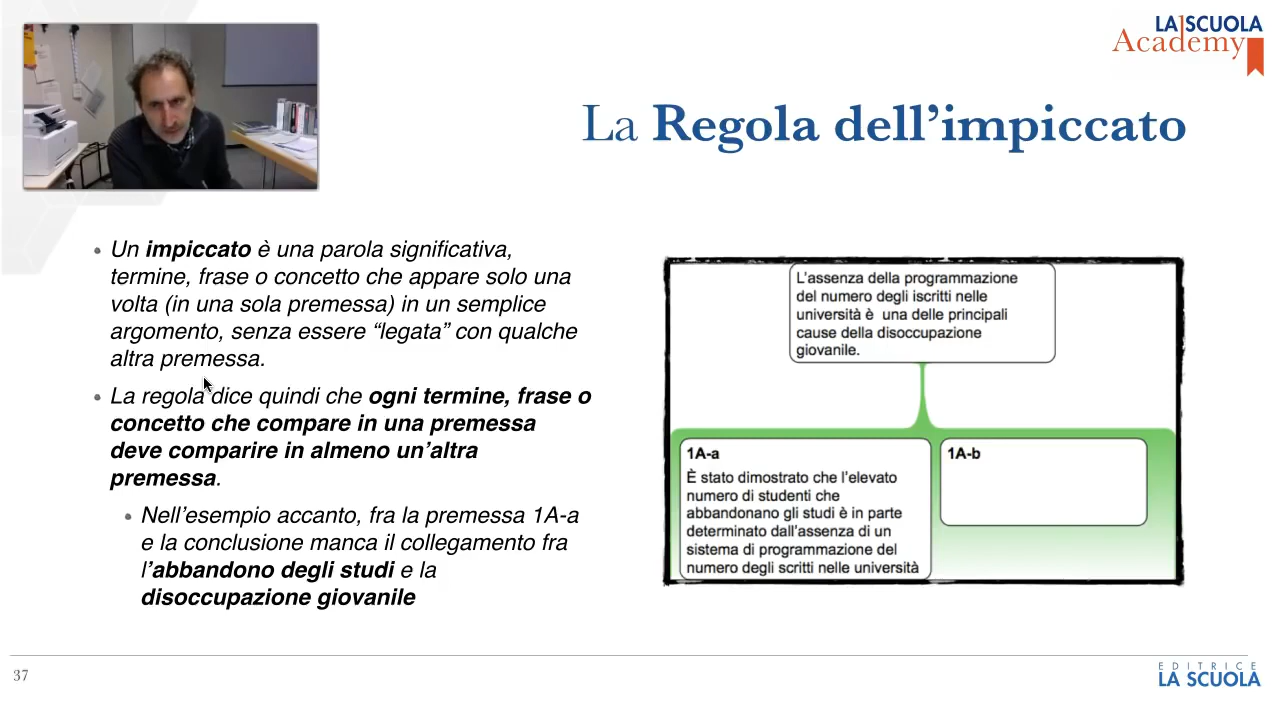 LA SCUOLA
Academy
La Regola dell’impiccato
Un impiccato è una parola significativa,
termine, frase o concetto che appare solo una
volta (in una sola premessa) in un semplice
argomento, senza essere “legata” con qualche
altra premessa.
La regola dice quindi che ogni termine, frase o
concetto che compare in una premessa
deve comparire in almeno un’altra
premessa.
Nell’esempio accanto, fra la premessa 1A-a
e la conclusione manca il collegamento fra
l’abbandono degli studi e la
disoccupazione giovanile
L’assenza della programmazione
del numero degli iscritti nelle
università è una delle principali
cause della disoccupazione
giovanile.
1A-a
È stato dimostrato che l’elevato
numero di studenti che
abbandonano gli studi è in parte
determinato dall’assenza di un
sistema di programmazione del
numero degli scritti nelle università
1A-b
37
EDITRICE
LA SCUOLA